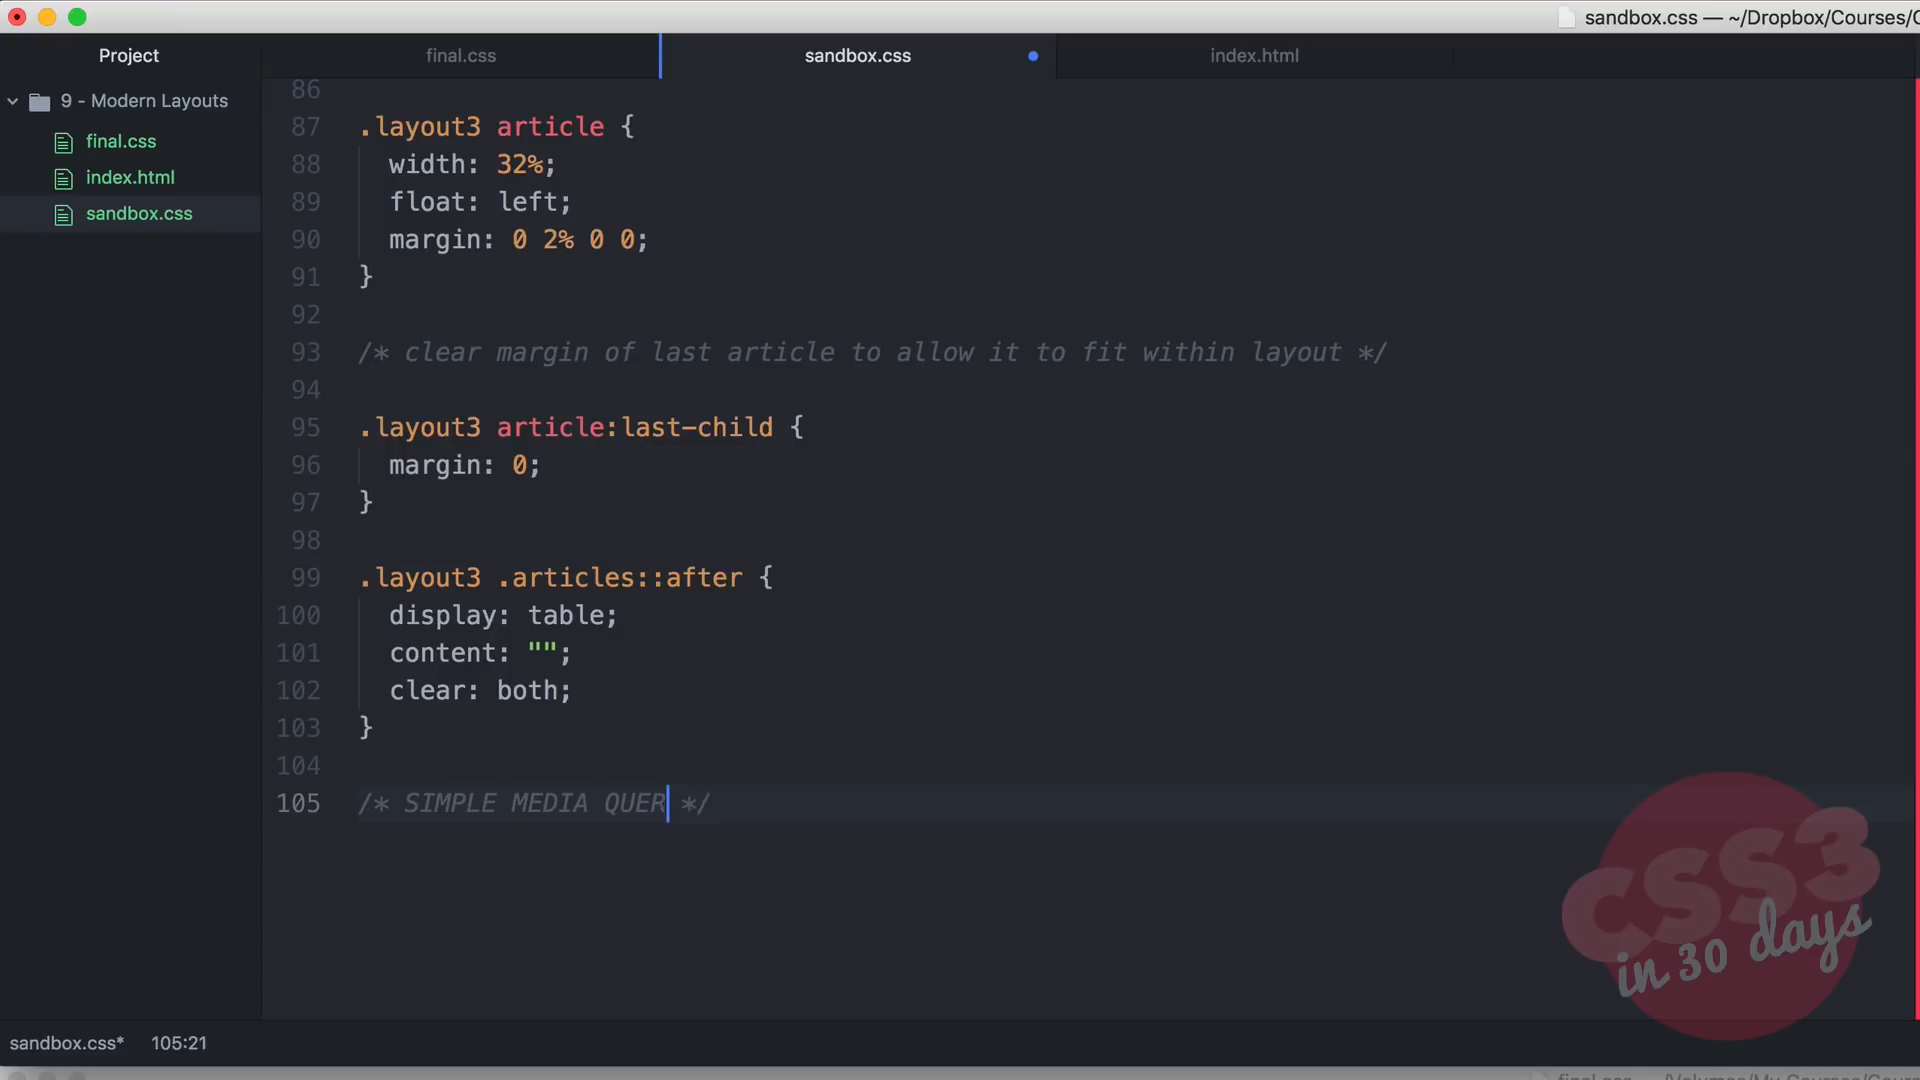 sandbox.css — ~/Dropbox/Courses/C
Project
final.css
sandbox.css
index.html
9 - Modern Layouts
final.css
index.html
sandbox.css
86
87 .layout3 article {
88 width: 32%;
89 float: left;
90 margin: 0 2% 0 0;
91 }
92
93 /* clear margin of last article to allow it to fit within layout */
94
95 .layout3 article:last-child {
96 margin: 0;
97 }
98
99 .layout3 .articles::after {
100 display: table;
101 content: "";
102 clear: both;
103 }
104
105 /* SIMPLE MEDIA QUER */
CSS3
in 30 days
sandbox.css* 105:21